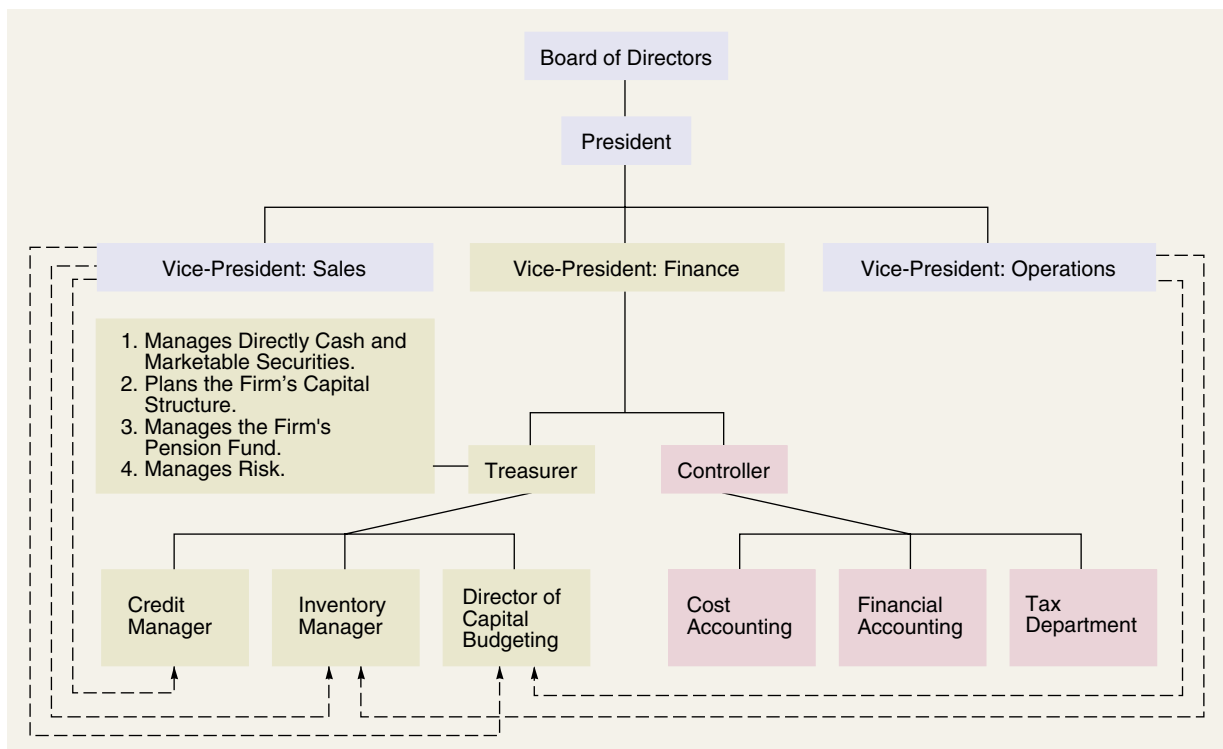 Board of Directors
President
Vice-President: Sales
Vice-President: Finance
Vice-President: Operations
1. Manages Directly Cash and
Marketable Securities.
2. Plans the Firm’s Capital
Structure.
3. Manages the Firm's
Pension Fund.
4. Manages Risk.
Treasurer
Controller
Credit
Manager
Inventory
Manager
Director of
Capital
Budgeting
Cost
Accounting
Financial
Accounting
Tax
Department